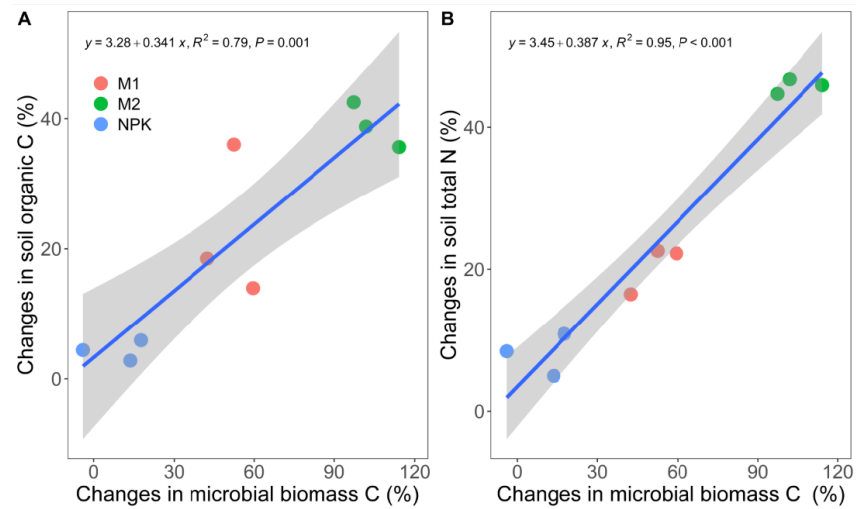 A
y = 3.28 + 0.341 x, R² = 0.79, P = 0.001
M1
M2
NPK
40
20
0
0 30 60 90 120
Changes in microbial biomass C (%)
Changes in soil organic C (%)
B
y = 3.45 + 0.387 x, R² = 0.95, P < 0.001
40
20
0
0 30 60 90 120
Changes in microbial biomass C (%)
Changes in soil total N (%)